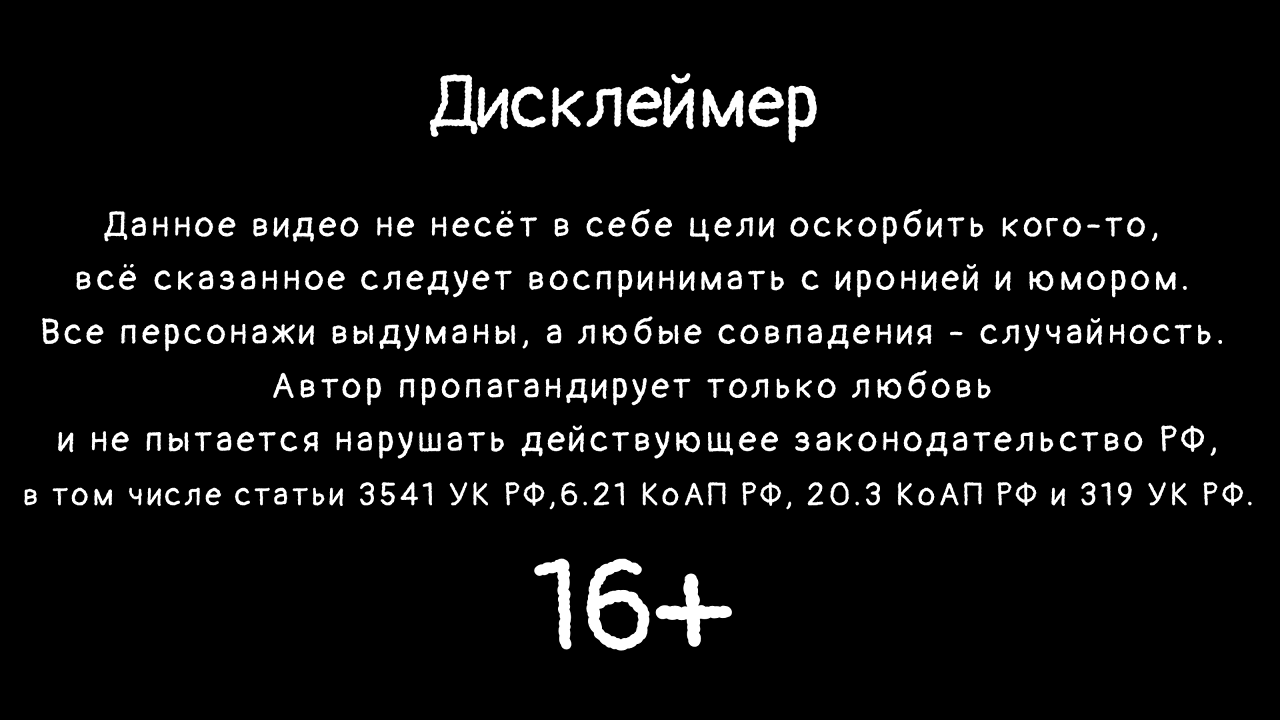 Дисклеймер
Данное видео не несёт в себе цели оскорбить кого-то,
всё сказанное следует воспринимать с иронией и юмором.
Все персонажи выдуманы, а любые совпадения - случайность.
Автор пропагандирует только любовь
и не пытается нарушать действующее законодательство РФ,
в том числе статьи 3541 УК РФ,6.21 КоАП РФ, 20.3 КоАП РФ и 319 УК РФ.
16+